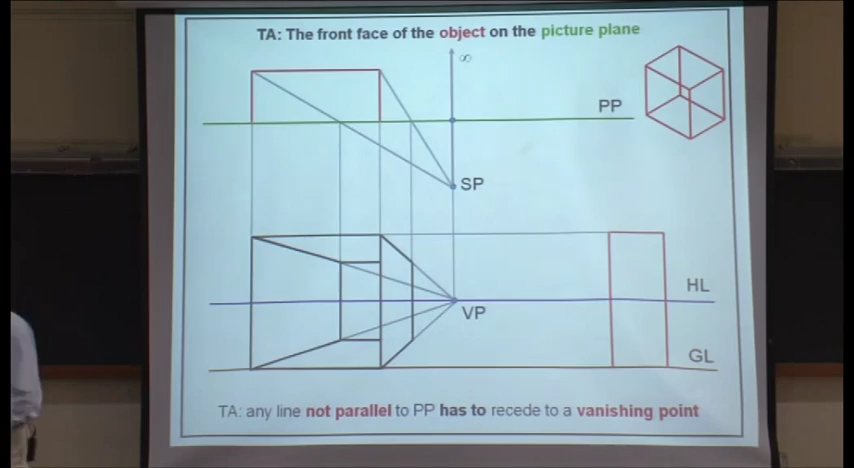 TA: The front face of the object on the picture plane
∞
PP
SP
HL
VP
GL
TA: any line not parallel to PP has to recede to a vanishing point